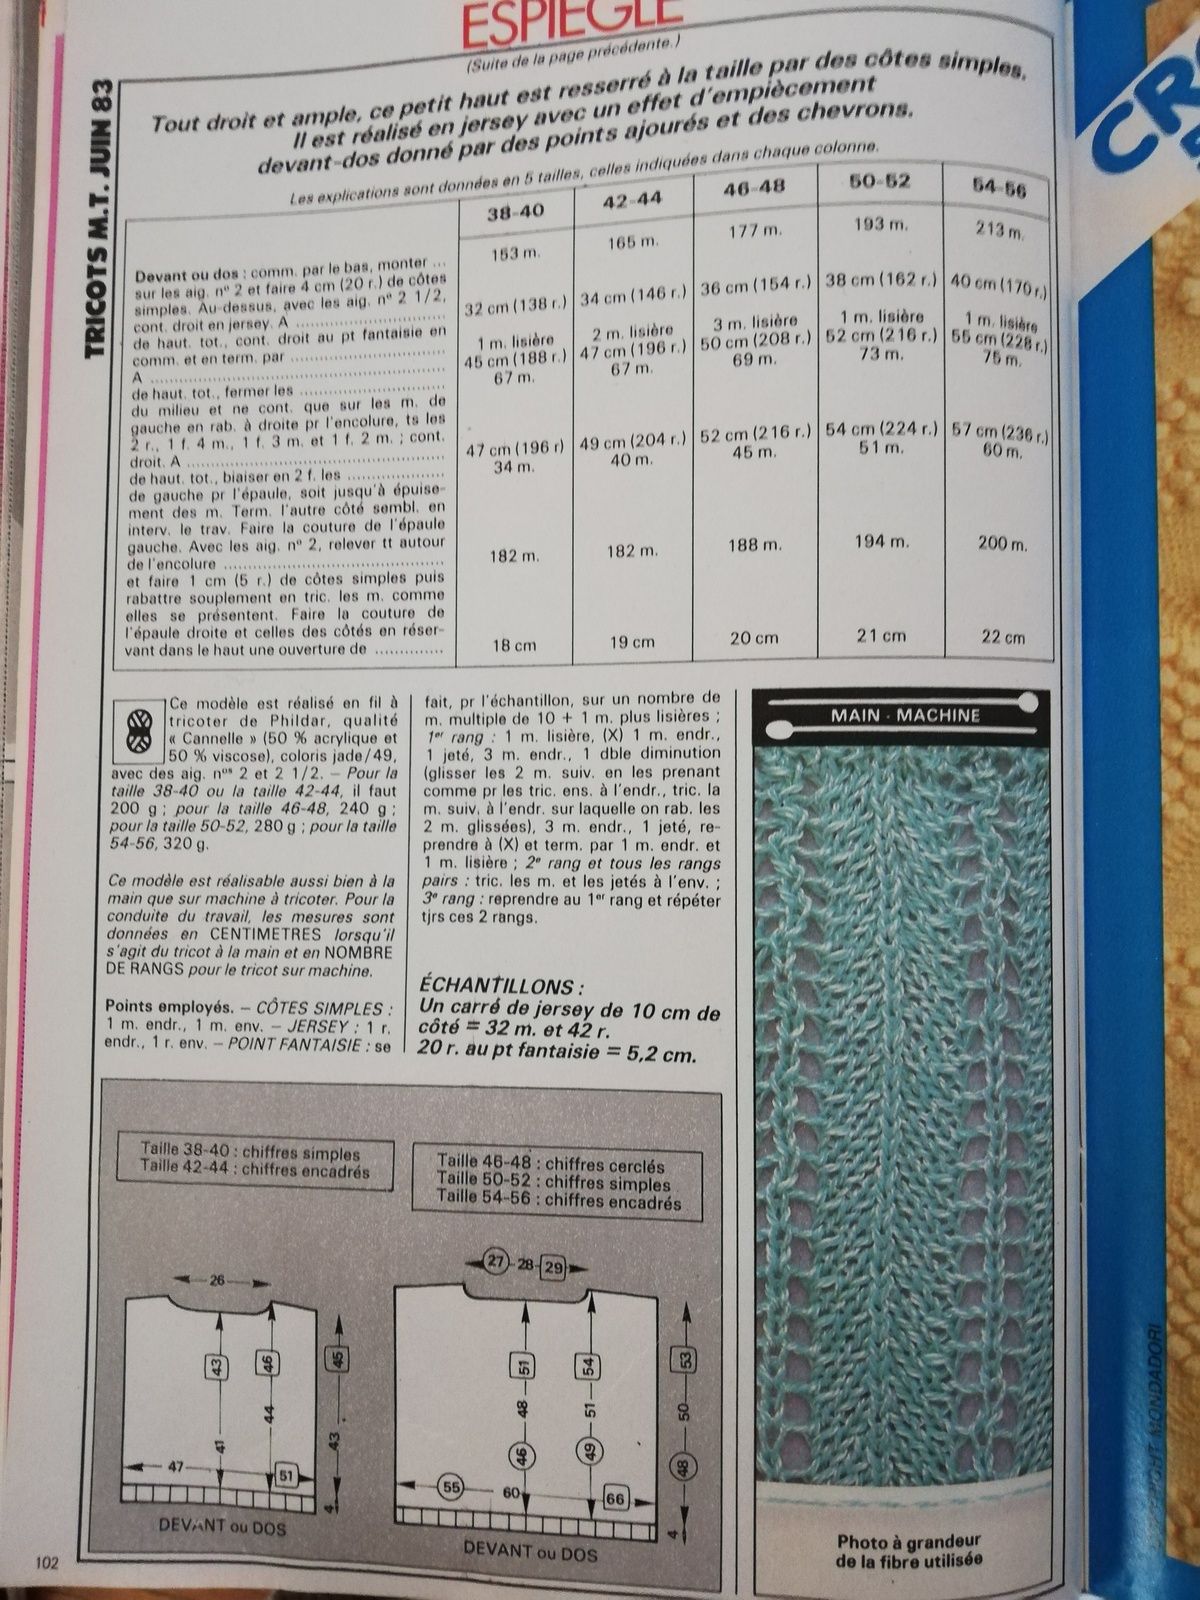 ESPIÈGLE
(Suite de la page précédente.)
TRICOTS M.T. JUIN 83
Tout droit et ample, ce petit haut est resserré à la taille par des côtes simples.
Il est réalisé en jersey avec un effet d'empiècement
devant-dos donné par des points ajourés et des chevrons.
Les explications sont données en 5 tailles, celles indiquées dans chaque colonne.
38-40 42-44 46-48 50-52 54-56
Devant ou dos : comm. par le bas, monter ... 153 m. 165 m. 177 m. 193 m. 213 m.
sur les aig. nº 2 et faire 4 cm (20 r.) de côtes
simples. Au-dessus, avec les aig. nº 2 1/2,
cont. droit en jersey. A .................................... 32 cm (138 r.) 34 cm (146 r.) 36 cm (154 r.) 38 cm (162 r.) 40 cm (170 r.)
de haut. tot., cont. droit au pt fantaisie en
comm. et en term. par .................................... 1 m. lisière 2 m. lisière 3 m. lisière 1 m. lisière 1 m. lisière
A .................................... 45 cm (188 r.) 47 cm (196 r.) 50 cm (208 r.) 52 cm (216 r.) 55 cm (228 r.)
de haut. tot., fermer les .................................... 67 m. 67 m. 69 m. 73 m. 75 m.
du milieu et ne cont. que sur les m. de
gauche en rab. à droite pr l'encolure, ts les
2 r., 1 f. 4 m., 1 f. 3 m. et 1 f. 2 m. ; cont.
droit. A .................................... 47 cm (196 r) 49 cm (204 r.) 52 cm (216 r.) 54 cm (224 r.) 57 cm (236 r.)
de haut. tot., biaiser en 2 f. les .................... 34 m. 40 m. 45 m. 51 m. 60 m.
de gauche pr l'épaule, soit jusqu'à épuise-
ment des m. Term. l'autre côté sembl. en
interv. le trav. Faire la couture de l'épaule
gauche. Avec les aig. nº 2, relever tt autour
de l'encolure .................................... 182 m. 182 m. 188 m. 194 m. 200 m.
et faire 1 cm (5 r.) de côtes simples puis
rabattre souplement en tric. les m. comme
elles se présentent. Faire la couture de
l'épaule droite et celles des côtés en réser-
vant dans le haut une ouverture de .............. 18 cm 19 cm 20 cm 21 cm 22 cm
Ce modèle est réalisé en fil à
tricoter de Phildar, qualité
« Cannelle » (50 % acrylique et
50 % viscose), coloris jade/49,
avec des aig. nos 2 et 2 1/2. – Pour la
taille 38-40 ou la taille 42-44, il faut
200 g ; pour la taille 46-48, 240 g ;
pour la taille 50-52, 280 g ; pour la taille
54-56, 320 g.
Ce modèle est réalisable aussi bien à la
main que sur machine à tricoter. Pour la
conduite du travail, les mesures sont
données en CENTIMETRES lorsqu'il
s'agit du tricot à la main et en NOMBRE
DE RANGS pour le tricot sur machine.
Points employés. – CÔTES SIMPLES :
1 m. endr., 1 m. env. – JERSEY : 1 r.
endr., 1 r. env. – POINT FANTAISIE : se
fait, pr l'échantillon, sur un nombre de
m. multiple de 10 + 1 m. plus lisières ;
1er rang : 1 m. lisière, (X) 1 m. endr.,
1 jeté, 3 m. endr., 1 dble diminution
(glisser les 2 m. suiv. en les prenant
comme pr les tric. ens. à l'endr., tric. la
m. suiv. à l'endr. sur laquelle on rab. les
2 m. glissées), 3 m. endr., 1 jeté, re-
prendre à (X) et term. par 1 m. endr. et
1 m. lisière ; 2e rang et tous les rangs
pairs : tric. les m. et les jetés à l'env. ;
3e rang : reprendre au 1er rang et répéter
tjrs ces 2 rangs.
ÉCHANTILLONS :
Un carré de jersey de 10 cm de
côté = 32 m. et 42 r.
20 r. au pt fantaisie = 5,2 cm.
MAIN - MACHINE
Taille 38-40 : chiffres simples
Taille 42-44 : chiffres encadrés
Taille 46-48 : chiffres cerclés
Taille 50-52 : chiffres simples
Taille 54-56 : chiffres encadrés
26
43 46 45
41 44 43
47 51
4
DEVANT ou DOS
27 28 29
51 54 53
48 51 50
46 49 48
55 60 66
4
DEVANT ou DOS
Photo à grandeur
de la fibre utilisée
102
MONDADORI